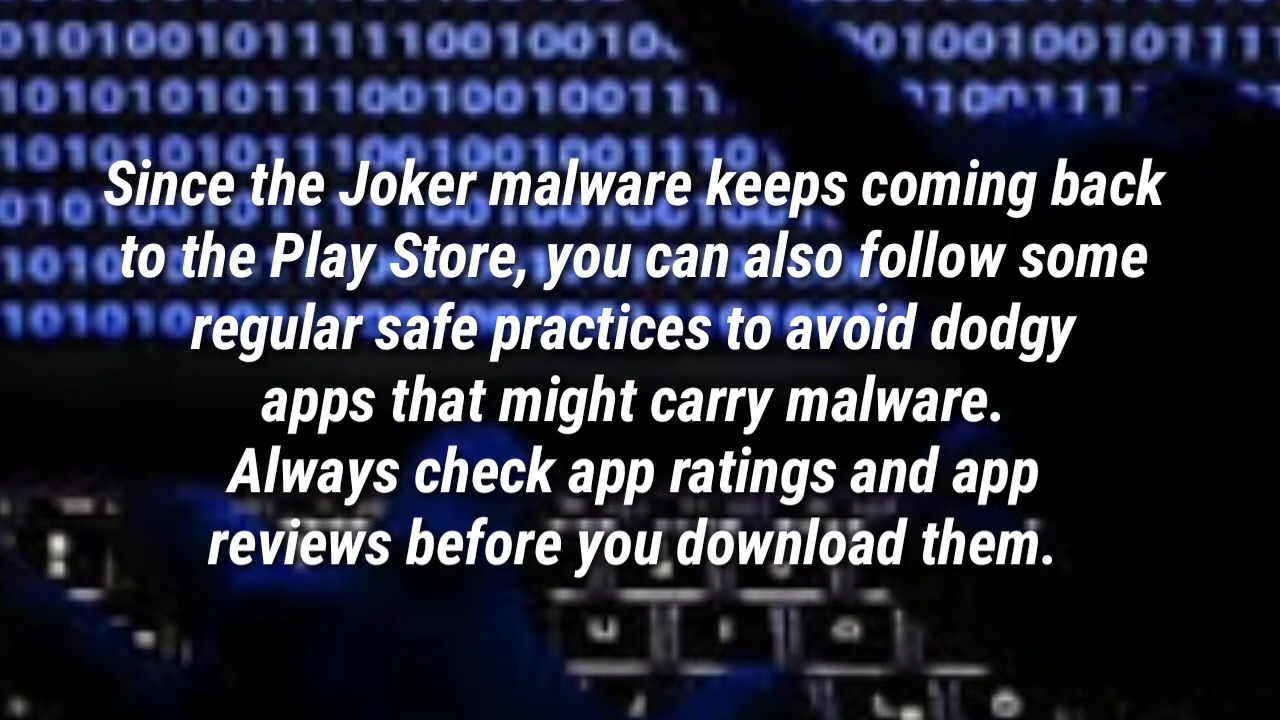 Since the Joker malware keeps coming back
to the Play Store, you can also follow some
regular safe practices to avoid dodgy
apps that might carry malware.
Always check app ratings and app
reviews before you download them.